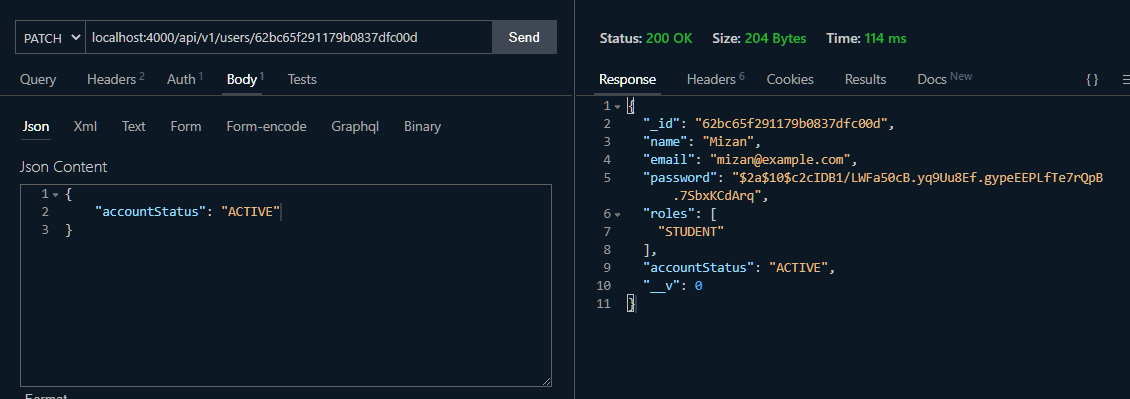 PATCH localhost:4000/api/v1/users/62bc65f291179b0837dfc00d Send
Query Headers 2 Auth 1 Body 1 Tests
Json Xml Text Form Form-encode Graphql Binary
Json Content
1 {
2 "accountStatus": "ACTIVE"
3 }
Format
Status: 200 OK Size: 204 Bytes Time: 114 ms
Response Headers 6 Cookies Results Docs New {}
1 {
2 "_id": "62bc65f291179b0837dfc00d",
3 "name": "Mizan",
4 "email": "mizan@example.com",
5 "password": "$2a$10$c2cIDB1/LWFa50cB.yq9Uu8Ef.gypeEEPLfTe7rQpB
.7SbxKCdArq",
6 "roles": [
7 "STUDENT"
8 ],
9 "accountStatus": "ACTIVE",
10 "__v": 0
11 }